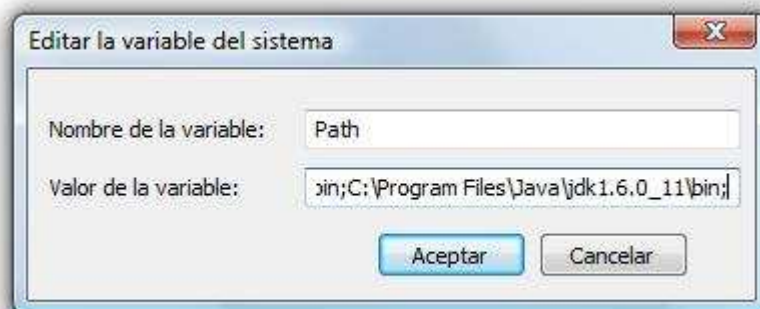 Editar la variable del sistema
Nombre de la variable: Path
Valor de la variable: bin;C:\Program Files\Java\jdk1.6.0_11\bin;
Aceptar Cancelar